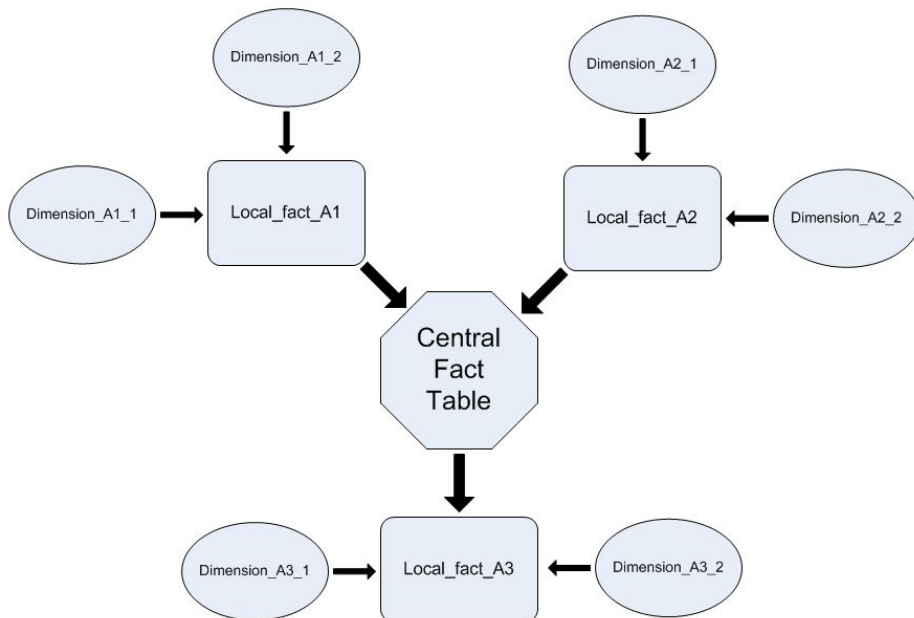 Dimension_A1_2
Dimension_A2_1
Dimension_A1_1
Local_fact_A1
Local_fact_A2
Dimension_A2_2
Central
Fact
Table
Dimension_A3_1
Local_fact_A3
Dimension_A3_2